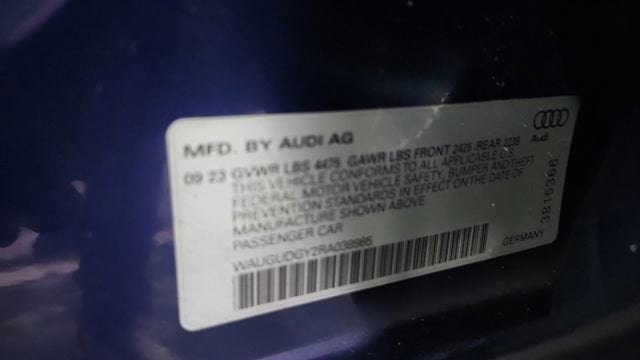 MFD. BY AUDI AG
Audi
09 23 GVWR LBS 4475 GAWR LBS FRONT 2425 /REAR 2238
THIS VEHICLE CONFORMS TO ALL APPLICABLE U.S.
FEDERAL MOTOR VEHICLE SAFETY, BUMPER AND THEFT
PREVENTION STANDARDS IN EFFECT ON THE DATE OF
MANUFACTURE SHOWN ABOVE
PASSENGER CAR
WAUGUDGY2RA038985
GERMANY
3815366